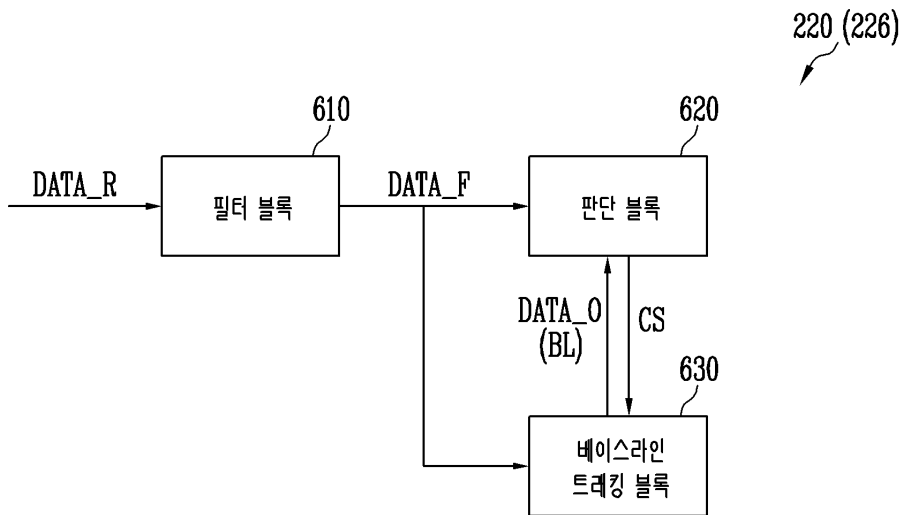 220 (226)
610
620
DATA_R
필터 블록
DATA_F
판단 블록
DATA_O
(BL)
CS
630
베이스라인
트래킹 블록